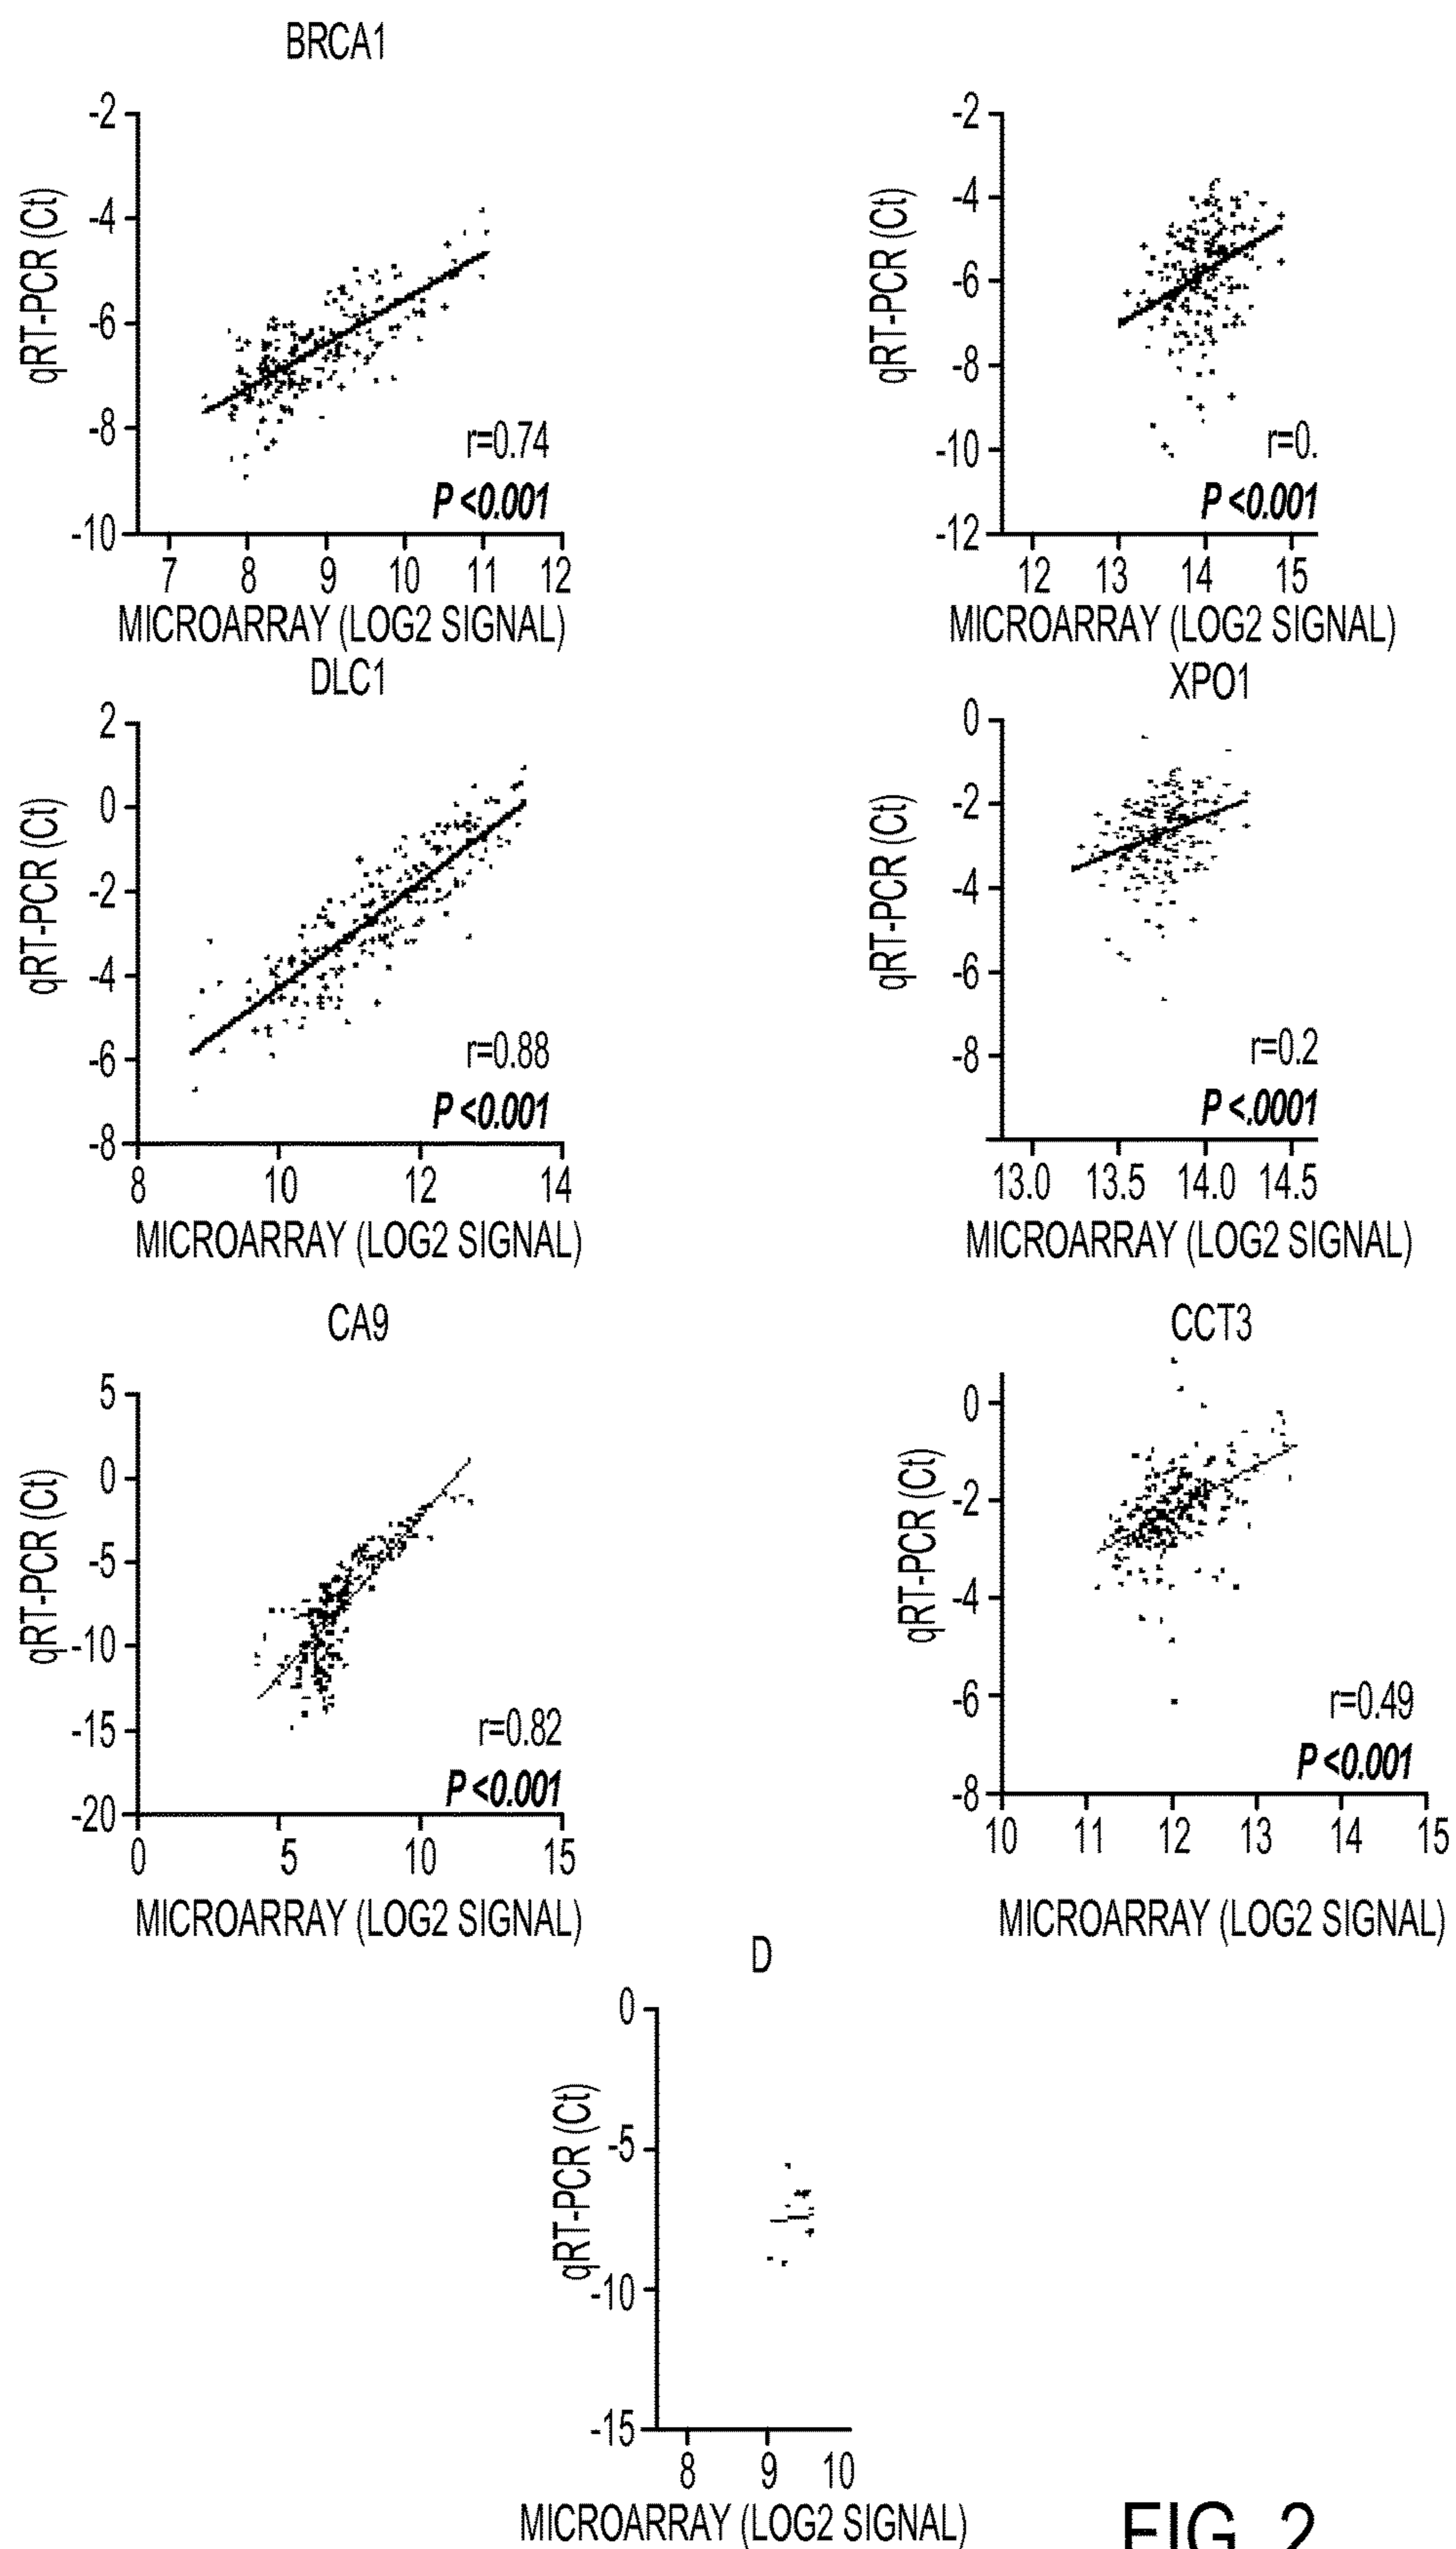 BRCA1
-2
-4
-6
-8
-10
qRT-PCR (Ct)
r=0.74
P <0.001
7 8 9 10 11 12
MICROARRAY (LOG2 SIGNAL)
-2
-4
-6
-8
-10
-12
qRT-PCR (Ct)
r=0.
P <0.001
12 13 14 15
MICROARRAY (LOG2 SIGNAL)
DLC1
2
0
-2
-4
-6
-8
qRT-PCR (Ct)
r=0.88
P <0.001
8 10 12 14
MICROARRAY (LOG2 SIGNAL)
XPO1
0
-2
-4
-6
-8
qRT-PCR (Ct)
r=0.2
P <.0001
13.0 13.5 14.0 14.5
MICROARRAY (LOG2 SIGNAL)
CA9
5
0
-5
-10
-15
-20
qRT-PCR (Ct)
r=0.82
P <0.001
0 5 10 15
MICROARRAY (LOG2 SIGNAL)
CCT3
0
-2
-4
-6
-8
qRT-PCR (Ct)
r=0.49
P <0.001
10 11 12 13 14 15
MICROARRAY (LOG2 SIGNAL)
D
0
-5
-10
-15
qRT-PCR (Ct)
8 9 10
MICROARRAY (LOG2 SIGNAL)
FIG. 2